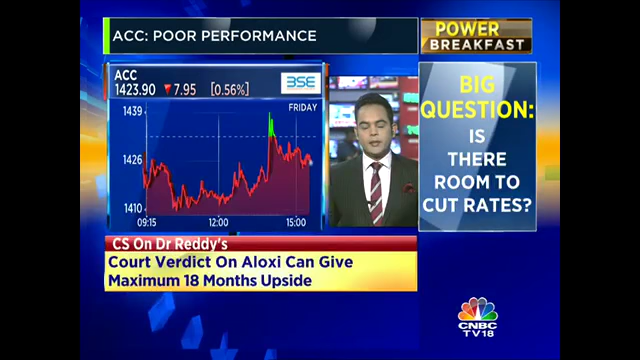 ACC: POOR PERFORMANCE
POWER
BREAKFAST
ACC
1423.90 ▼ 7.95 [0.56%]
BSE
FRIDAY
1439
1426
1410
09:15 12:00 15:00
BIG
QUESTION:
IS
THERE
ROOM TO
CUT RATES?
CS On Dr Reddy's
Court Verdict On Aloxi Can Give
Maximum 18 Months Upside
CNBC
TV18